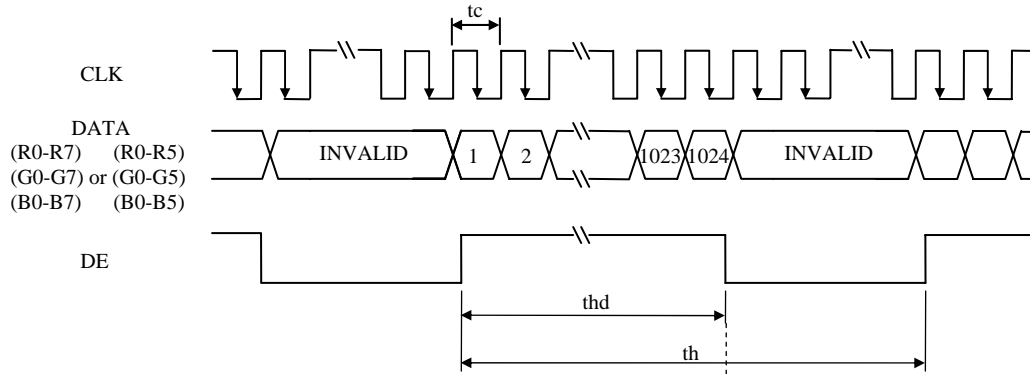 tc
CLK
DATA
(R0-R7) (R0-R5)
(G0-G7) or (G0-G5)
(B0-B7) (B0-B5)
INVALID 1 2 1023 1024 INVALID
DE
thd
th